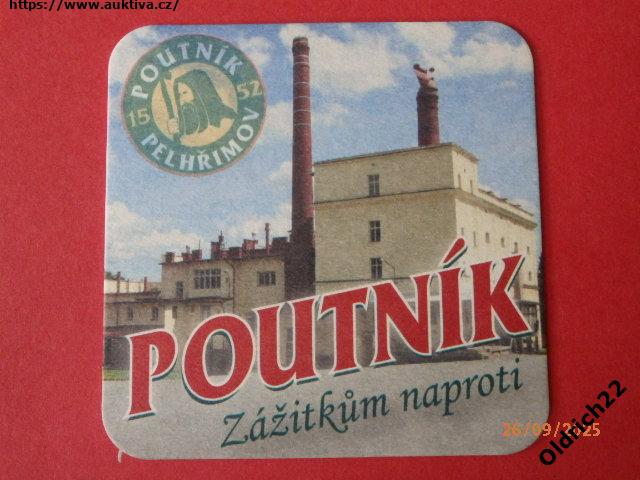 https://www.auktiva.cz/
POUTNÍK
15 52
PELHŘIMOV
POUTNÍK
Zážitkům naproti
26/09/2025
Oldrich22